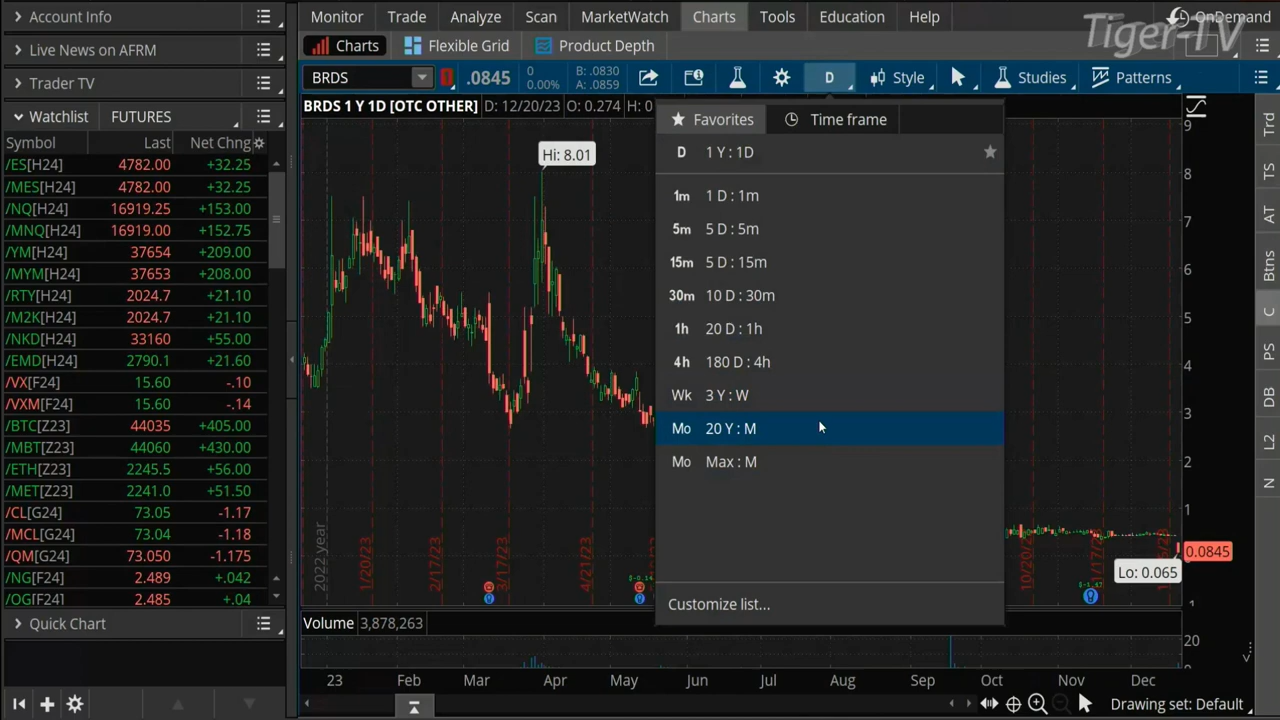 Account Info
Monitor Trade Analyze Scan MarketWatch Charts Tools Education Help OnDemand
Tiger-TV
Live News on AFRM
Charts Flexible Grid Product Depth
Trader TV
BRDS .0845 0 0.00% B: .0830 A: .0859 D Style Studies Patterns
Watchlist FUTURES
BRDS 1 Y 1D [OTC OTHER] D: 12/20/23 O: 0.274 H: 0
Symbol Last Net Chng
/ES[H24] 4782.00 +32.25
/MES[H24] 4782.00 +32.25
/NQ[H24] 16919.25 +153.00
/MNQ[H24] 16919.00 +152.75
/YM[H24] 37654 +209.00
/MYM[H24] 37653 +208.00
/RTY[H24] 2024.7 +21.10
/M2K[H24] 2024.7 +21.10
/NKD[H24] 33160 +55.00
/EMD[H24] 2790.1 +21.60
/VX[F24] 15.60 -.10
/VXM[F24] 15.60 -.14
/BTC[Z23] 44035 +405.00
/MBT[Z23] 44060 +430.00
/ETH[Z23] 2245.5 +56.00
/MET[Z23] 2241.0 +51.50
/CL[G24] 73.05 -1.17
/MCL[G24] 73.04 -1.18
/QM[G24] 73.050 -1.175
/NG[F24] 2.489 +.042
/QG[F24] 2.485 +.04
Quick Chart
Hi: 8.01
Favorites Time frame
D 1 Y : 1D
1m 1 D : 1m
5m 5 D : 5m
15m 5 D : 15m
30m 10 D : 30m
1h 20 D : 1h
4h 180 D : 4h
Wk 3 Y : W
Mo 20 Y : M
Mo Max : M
Customize list...
9
8
7
6
5
4
3
2
1
0.0845
Lo: 0.065
2022 year
1/20/23
2/17/23
3/17/23
4/21/23
10/20/23
11/17/23
Volume 3,878,263
20
0
23 Feb Mar Apr May Jun Jul Aug Sep Oct Nov Dec
Drawing set: Default
Trd
TS
AT
Btns
C
PS
DB
L2
N